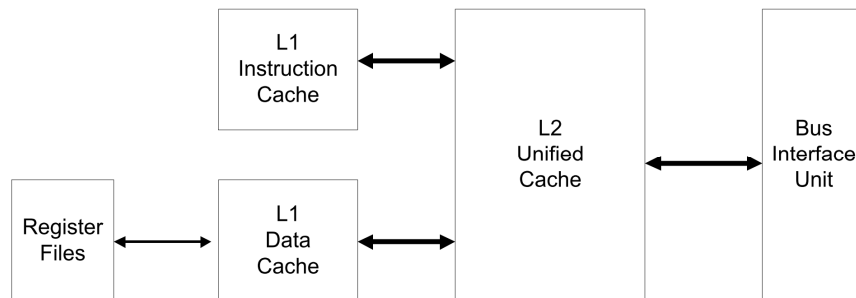 L1
Instruction
Cache
L2
Unified
Cache
Bus
Interface
Unit
Register
Files
L1
Data
Cache